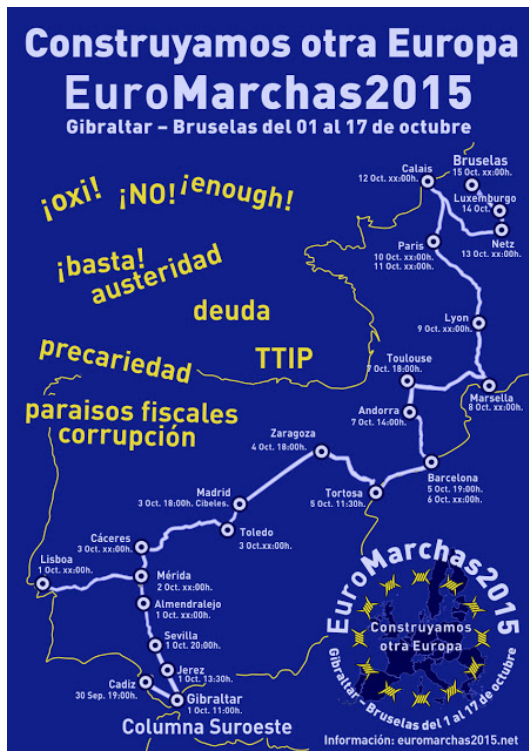 Construyamos otra Europa
EuroMarchas2015
Gibraltar – Bruselas del 01 al 17 de octubre
¡oxi!
¡NO!
¡enough!
¡basta!
austeridad
deuda
precariedad
TTIP
paraisos fiscales
corrupción
Calais
12 Oct. xx:00h.
Bruselas
15 Oct. xx:00h.
Luxemburgo
14 Oct.
Netz
13 Oct. xx:00h.
Paris
10 Oct. xx:00h.
11 Oct. xx:00h.
Lyon
9 Oct. xx:00h.
Toulouse
7 Oct. 18:00h.
Marsella
8 Oct. xx:00h.
Andorra
7 Oct. 14:00h.
Zaragoza
4 Oct. 18:00h.
Barcelona
5 Oct. 19:00h.
6 Oct. xx:00h.
Tortosa
5 Oct. 11:30h.
Madrid
3 Oct. 18:00h. Cibeles.
Toledo
3 Oct.xx:00h.
Cáceres
3 Oct. xx:00h.
Lisboa
1 Oct. xx:00h.
Mérida
2 Oct. xx:00h.
Almendralejo
1 Oct. xx:00h.
Sevilla
1 Oct. 20:00h.
Jerez
1 Oct. 13:30h.
Cadiz
30 Sep. 19:00h.
Gibraltar
1 Oct. 11:00h.
Columna Suroeste
EuroMarchas2015
Construyamos
otra Europa
Gibraltar – Bruselas del 1 al 17 de octubre
Información: euromarchas2015.net